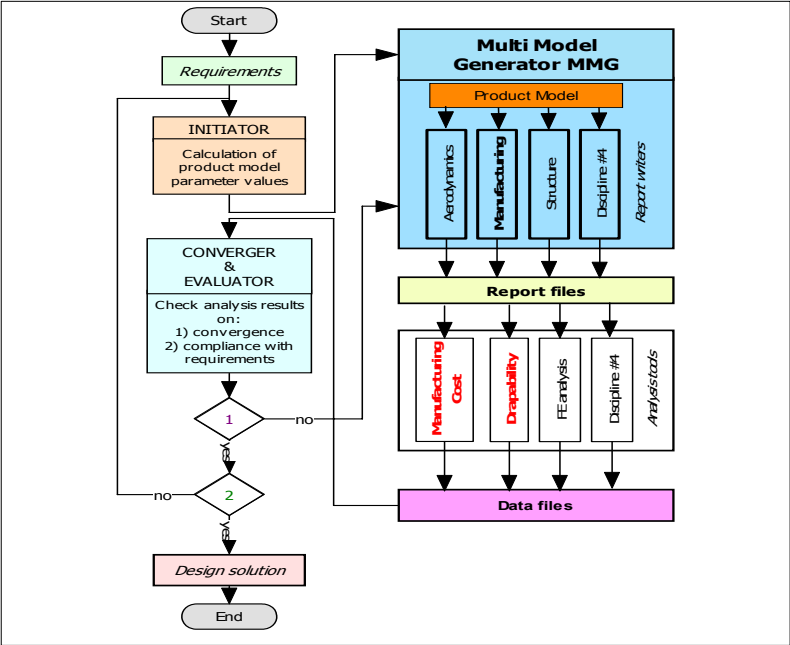 Start
Requirements
INITIATOR
Calculation of
product model
parameter values
CONVERGER
&
EVALUATOR
Check analysis results
on:
1) convergence
2) compliance with
requirements
1
no
yes
2
no
yes
Design solution
End
Multi Model
Generator MMG
Product Model
Aerodynamics
Manufacturing
Structure
Discipline #4
Report writers
Report files
Manufacturing
Cost
Drapability
FE analysis
Discipline #4
Analysis tools
Data files